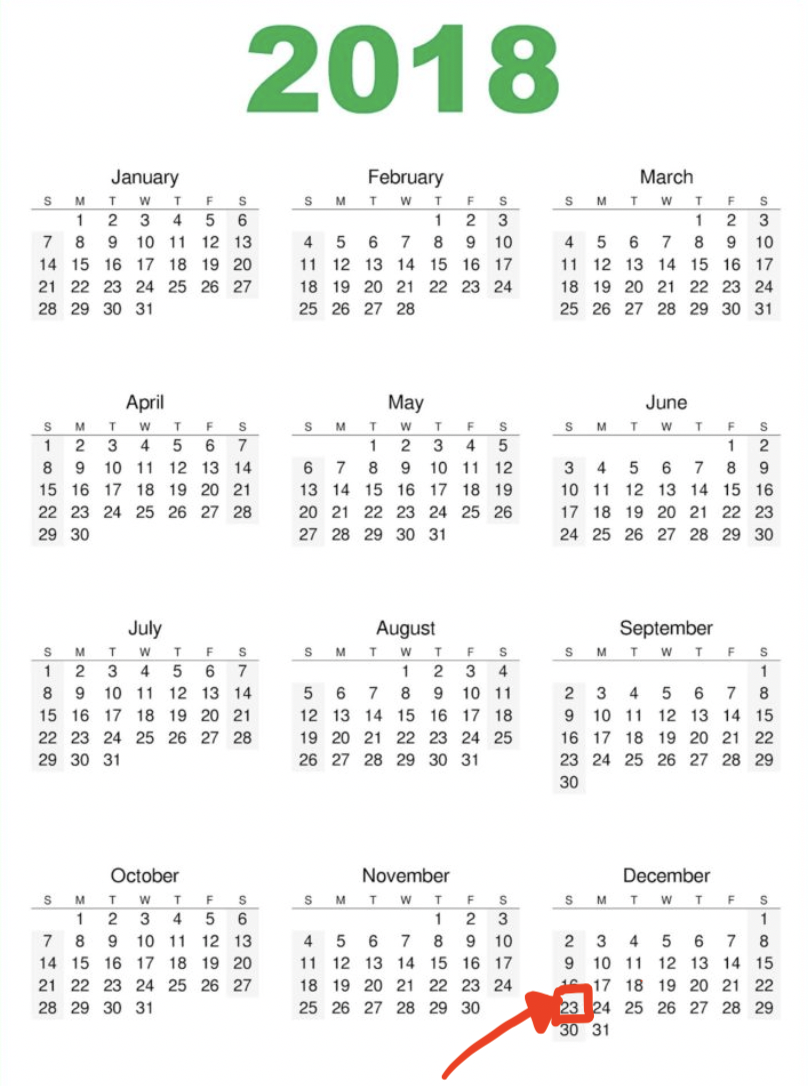 2018
January
S M T W T F S
1 2 3 4 5 6
7 8 9 10 11 12 13
14 15 16 17 18 19 20
21 22 23 24 25 26 27
28 29 30 31
February
S M T W T F S
1 2 3
4 5 6 7 8 9 10
11 12 13 14 15 16 17
18 19 20 21 22 23 24
25 26 27 28
March
S M T W T F S
1 2 3
4 5 6 7 8 9 10
11 12 13 14 15 16 17
18 19 20 21 22 23 24
25 26 27 28 29 30 31
April
S M T W T F S
1 2 3 4 5 6 7
8 9 10 11 12 13 14
15 16 17 18 19 20 21
22 23 24 25 26 27 28
29 30
May
S M T W T F S
1 2 3 4 5
6 7 8 9 10 11 12
13 14 15 16 17 18 19
20 21 22 23 24 25 26
27 28 29 30 31
June
S M T W T F S
1 2
3 4 5 6 7 8 9
10 11 12 13 14 15 16
17 18 19 20 21 22 23
24 25 26 27 28 29 30
July
S M T W T F S
1 2 3 4 5 6 7
8 9 10 11 12 13 14
15 16 17 18 19 20 21
22 23 24 25 26 27 28
29 30 31
August
S M T W T F S
1 2 3 4
5 6 7 8 9 10 11
12 13 14 15 16 17 18
19 20 21 22 23 24 25
26 27 28 29 30 31
September
S M T W T F S
1
2 3 4 5 6 7 8
9 10 11 12 13 14 15
16 17 18 19 20 21 22
23 24 25 26 27 28 29
30
October
S M T W T F S
1 2 3 4 5 6
7 8 9 10 11 12 13
14 15 16 17 18 19 20
21 22 23 24 25 26 27
28 29 30 31
November
S M T W T F S
1 2 3
4 5 6 7 8 9 10
11 12 13 14 15 16 17
18 19 20 21 22 23 24
25 26 27 28 29 30
December
S M T W T F S
1
2 3 4 5 6 7 8
9 10 11 12 13 14 15
16 17 18 19 20 21 22
23 24 25 26 27 28 29
30 31